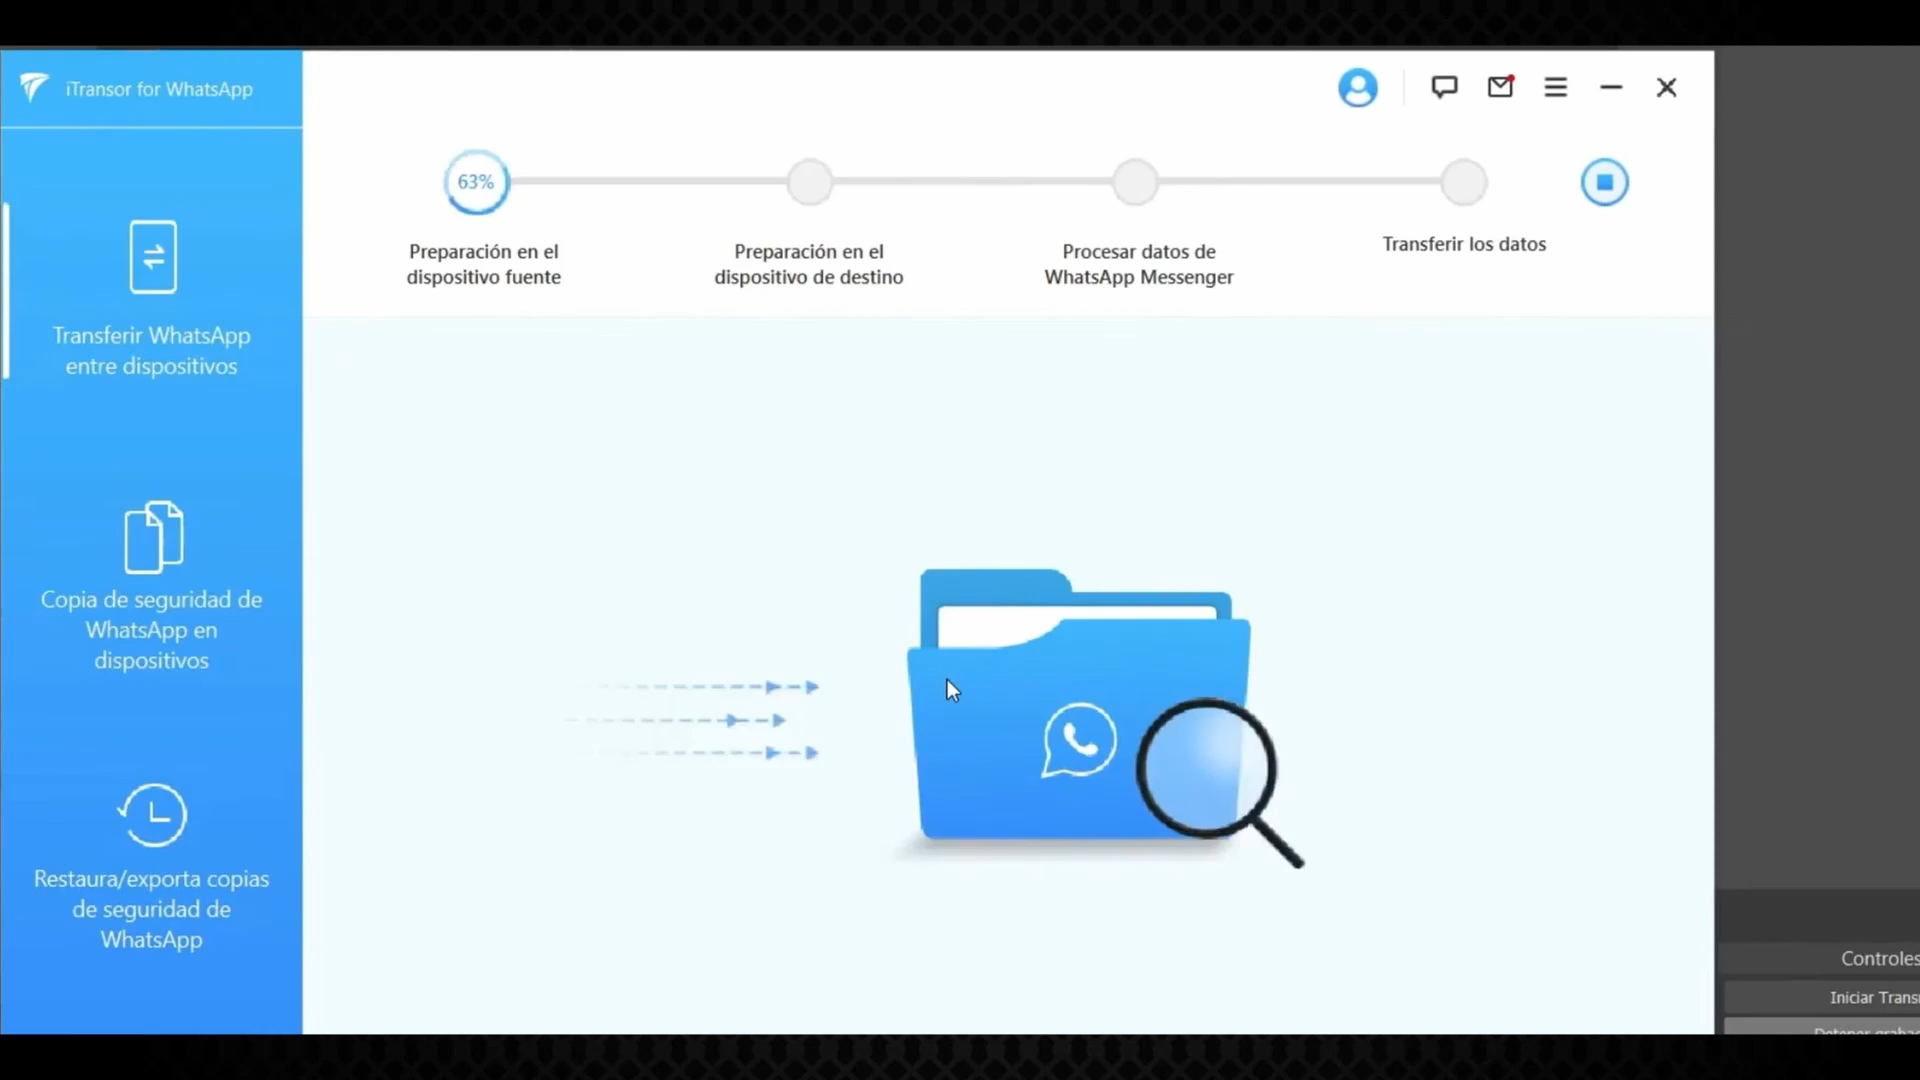 iTransor for WhatsApp
63%
Preparación en el
dispositivo fuente
Preparación en el
dispositivo de destino
Procesar datos de
WhatsApp Messenger
Transferir los datos
Transferir WhatsApp
entre dispositivos
Copia de seguridad de
WhatsApp en
dispositivos
Restaura/exporta copias
de seguridad de
WhatsApp
Controles
Iniciar Trans